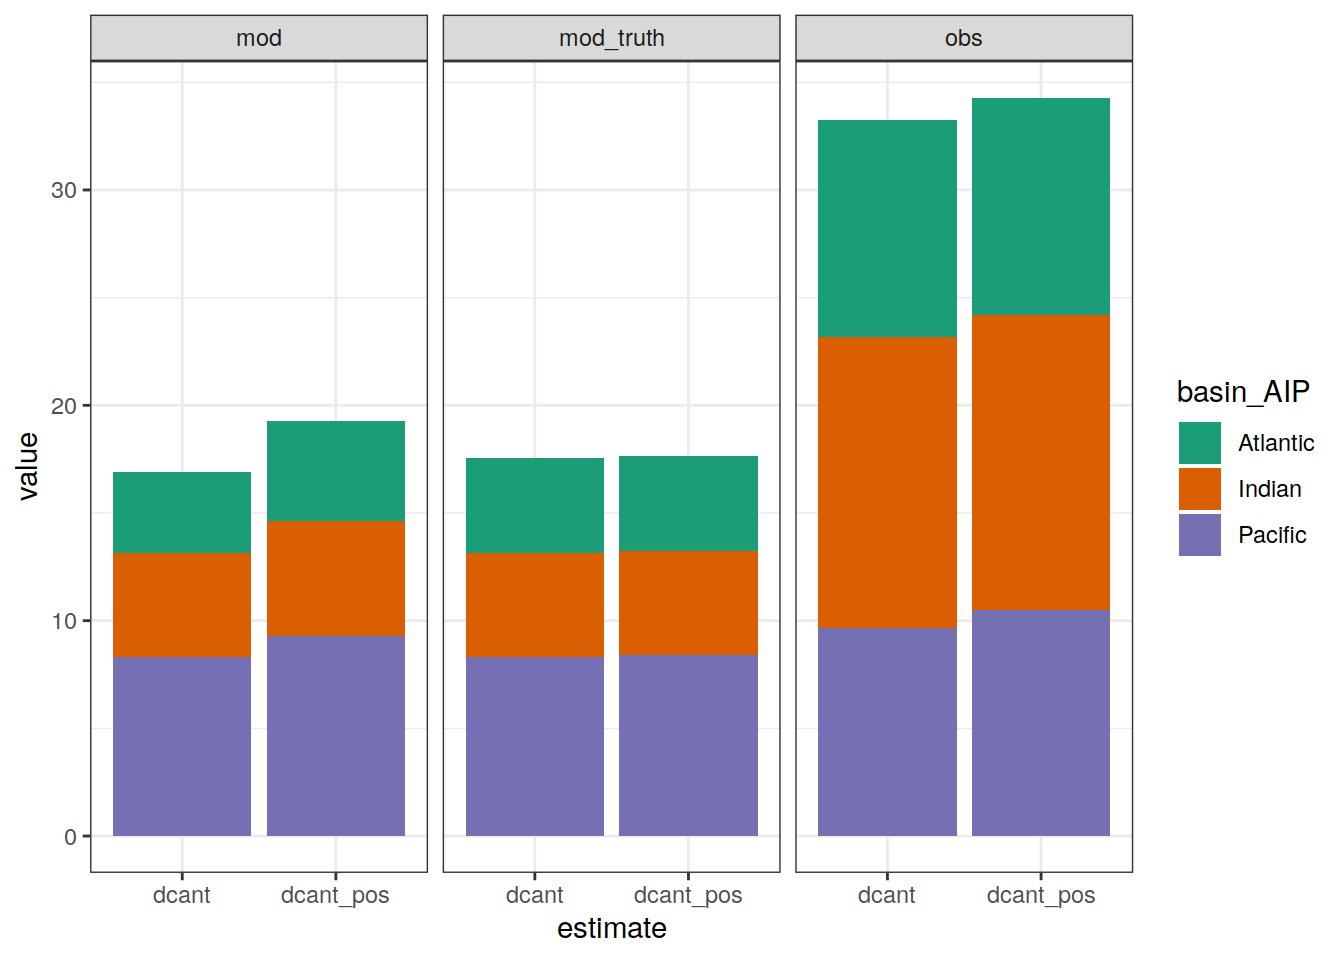 mod
mod_truth
obs
value
30
20
10
0
dcant
dcant_pos
dcant
dcant_pos
dcant
dcant_pos
estimate
basin_AIP
Atlantic
Indian
Pacific